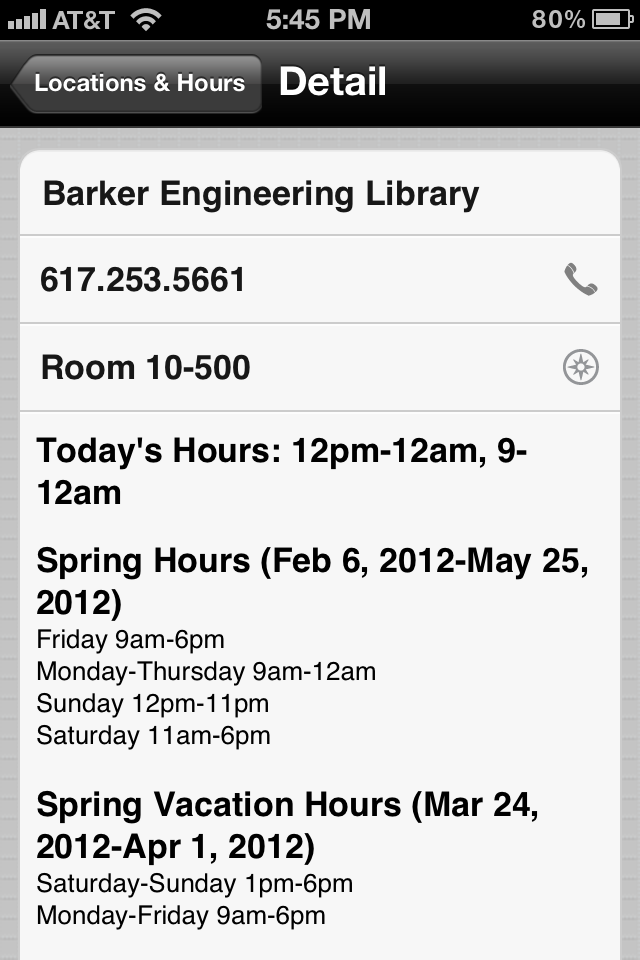 AT&T 5:45 PM 80%
Locations & Hours Detail
Barker Engineering Library
617.253.5661
Room 10-500
Today's Hours: 12pm-12am, 9-
12am
Spring Hours (Feb 6, 2012-May 25,
2012)
Friday 9am-6pm
Monday-Thursday 9am-12am
Sunday 12pm-11pm
Saturday 11am-6pm
Spring Vacation Hours (Mar 24,
2012-Apr 1, 2012)
Saturday-Sunday 1pm-6pm
Monday-Friday 9am-6pm